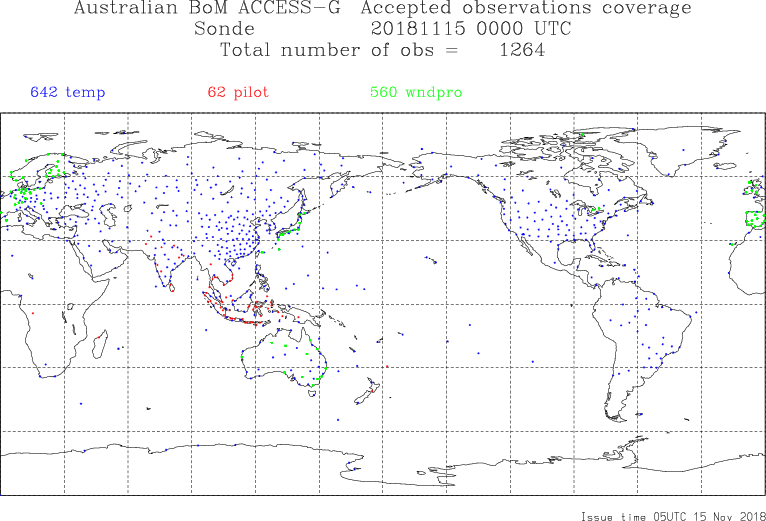 Australian BoM ACCESS-G Accepted observations coverage
Sonde 20181115 0000 UTC
Total number of obs = 1264
642 temp 62 pilot 560 wndpro
Issue time 05UTC 15 Nov 2018